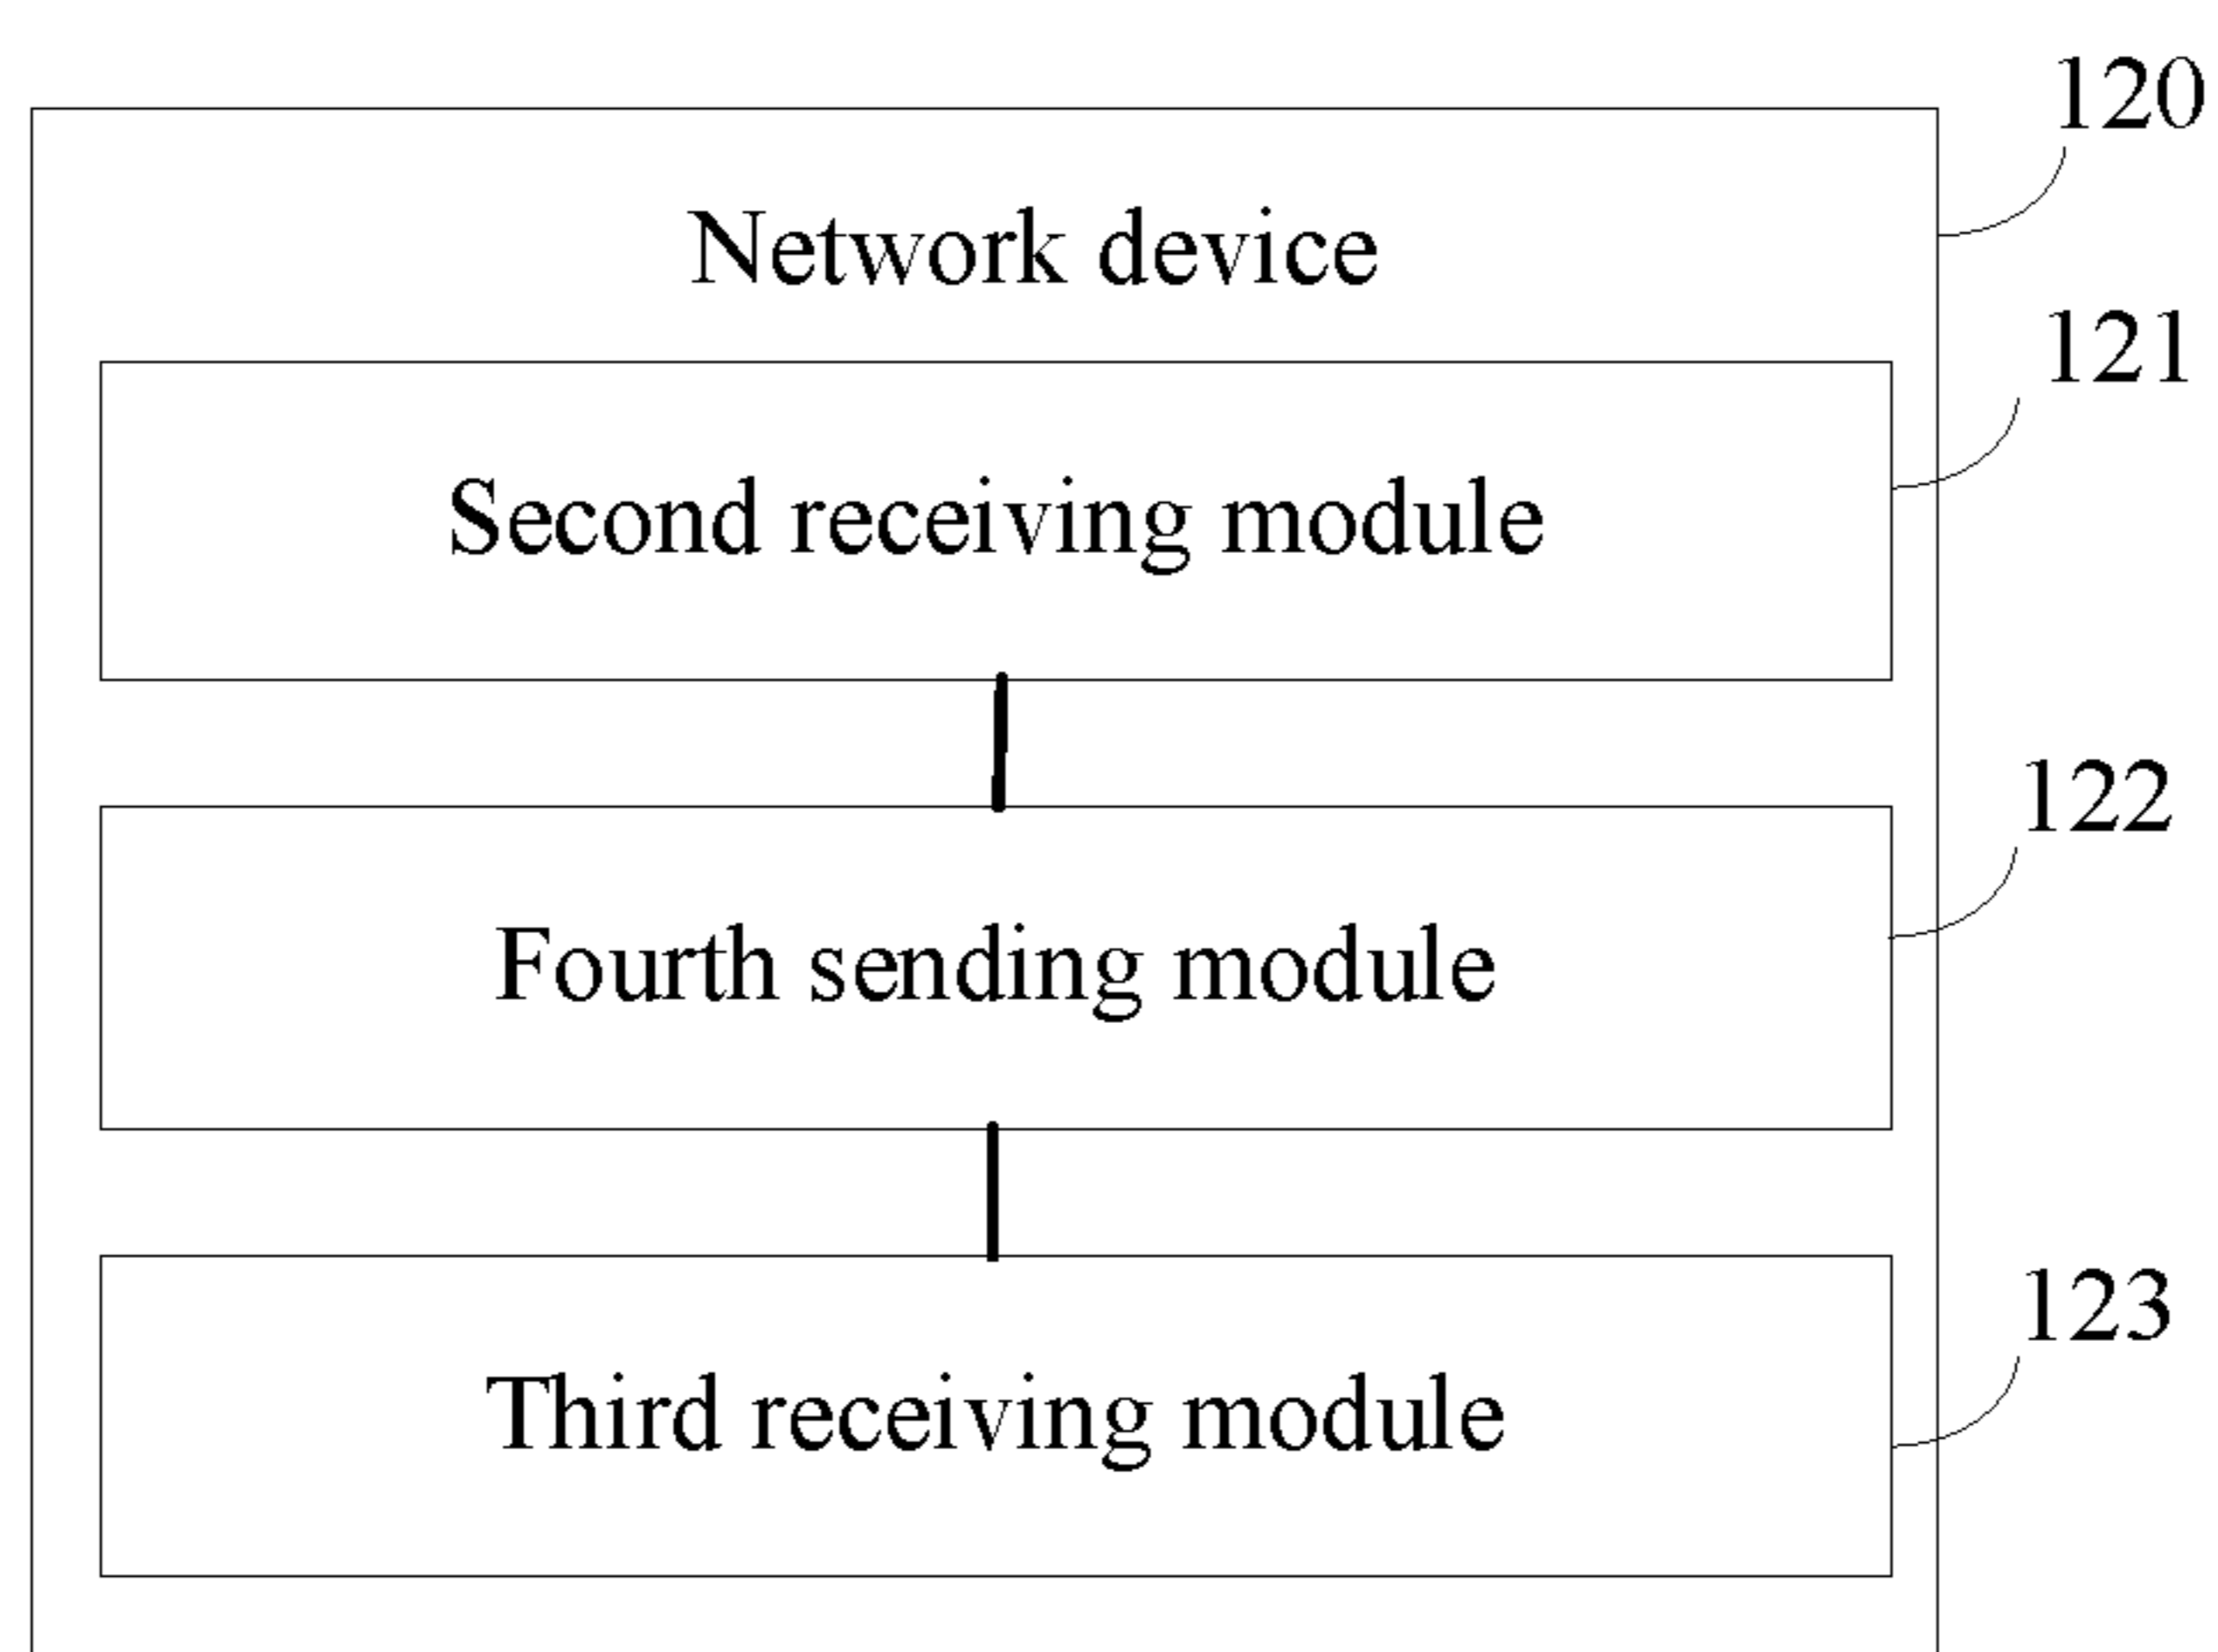 120
Network device
121
Second receiving module
122
Fourth sending module
123
Third receiving module